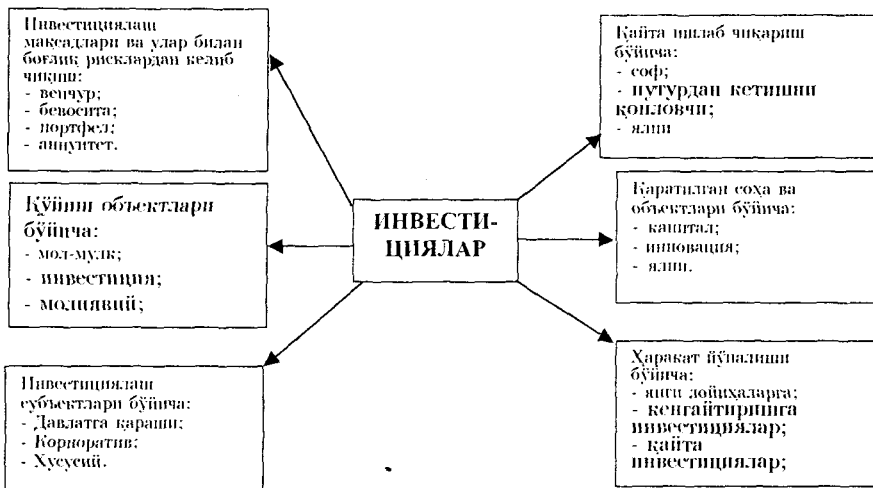 Инвестициялаш
мақсадлари ва улар билан
боғлиқ рисклардан келиб
чиқиш:
- венчур;
- бевосита;
- портфел;
- аннуитет.
Қўйиш объектлари
бўйича:
- мол-мулк;
- инвестиция;
- молиявий;
Инвестициялаш
субъектлари бўйича:
- Давлатга қарашли;
- Корпоратив;
- Хусусий.
ИНВЕСТИ-
ЦИЯЛАР
Қайта ишлаб чиқариш
бўйича:
- соф;
- путурдан кетишни
қопловчи;
- ялпи
Қаратилган соҳа ва
объектлари бўйича:
- капитал;
- инновация;
- ялпи.
Ҳаракат йўналиши
бўйича:
- янги лойиҳаларга;
- кенгайтиришга
инвестициялар;
- қайта
инвестициялар;